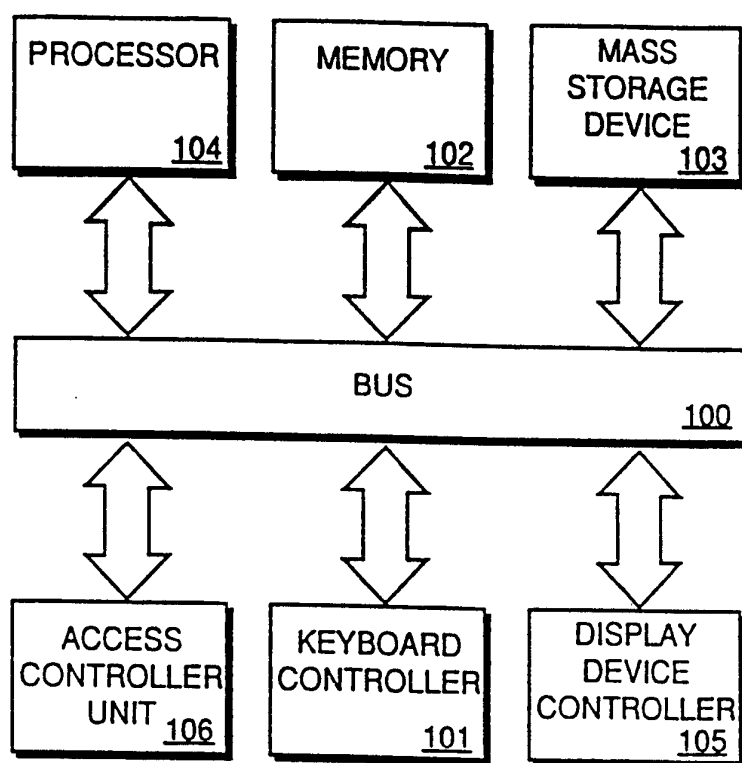 PROCESSOR
104
MEMORY
102
MASS
STORAGE
DEVICE
103
BUS
100
ACCESS
CONTROLLER
UNIT
106
KEYBOARD
CONTROLLER
101
DISPLAY
DEVICE
CONTROLLER
105